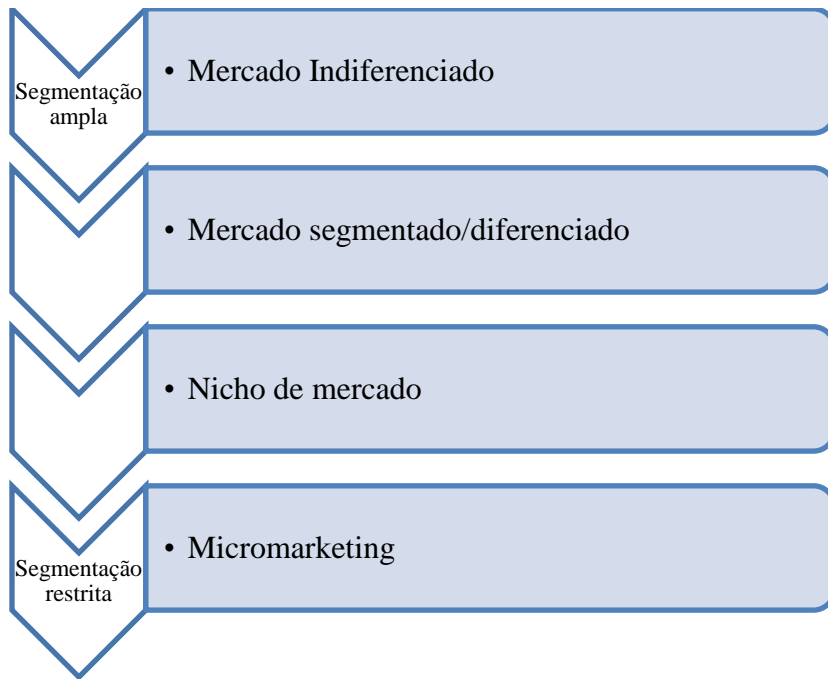 Segmentação
ampla
• Mercado Indiferenciado
• Mercado segmentado/diferenciado
• Nicho de mercado
Segmentação
restrita
• Micromarketing